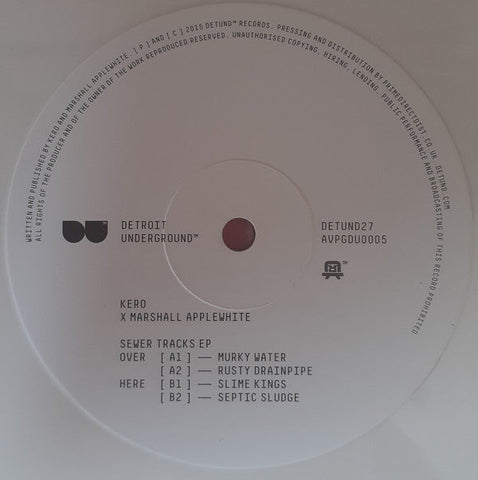 WRITTEN AND PUBLISHED BY KERO AND MARSHALL APPLEWHITE. [ P ] AND [ C ] 2015 DETUND™ RECORDS. PRESSING AND DISTRIBUTION BY PRIMEDIRECTDIST.CO.UK. DETUND.COM
ALL RIGHTS OF THE PRODUCER AND OF THE OWNER OF THE WORK REPRODUCED RESERVED. UNAUTHORISED COPYING, HIRING, LENDING, PUBLIC PERFORMANCE AND BROADCASTING OF THIS RECORD PROHIBITED
DETROIT
UNDERGROUND™
DETUND27
AVPGDU0005
™
KERO
X MARSHALL APPLEWHITE
SEWER TRACKS EP
OVER [ A1 ] — MURKY WATER
[ A2 ] — RUSTY DRAINPIPE
HERE [ B1 ] — SLIME KINGS
[ B2 ] — SEPTIC SLUDGE